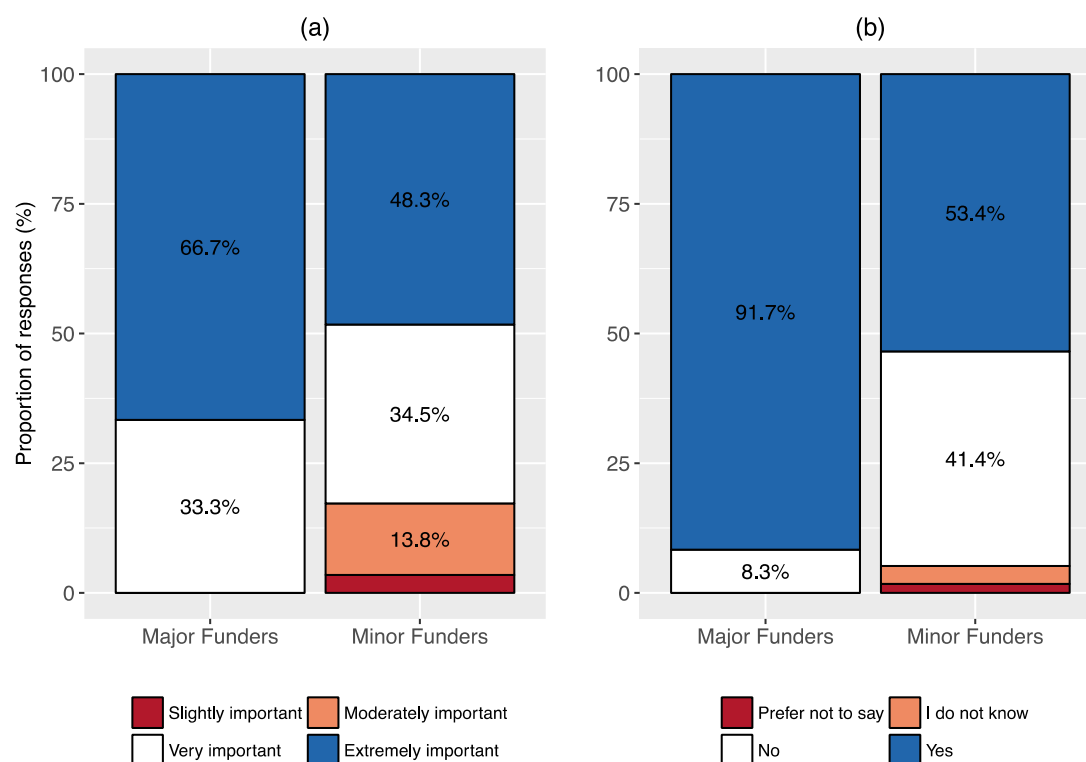 (a)
(b)
Proportion of responses (%)
100
75
50
25
0
66.7%
33.3%
48.3%
34.5%
13.8%
Major Funders
Minor Funders
100
75
50
25
0
91.7%
8.3%
53.4%
41.4%
Major Funders
Minor Funders
Slightly important
Moderately important
Very important
Extremely important
Prefer not to say
I do not know
No
Yes